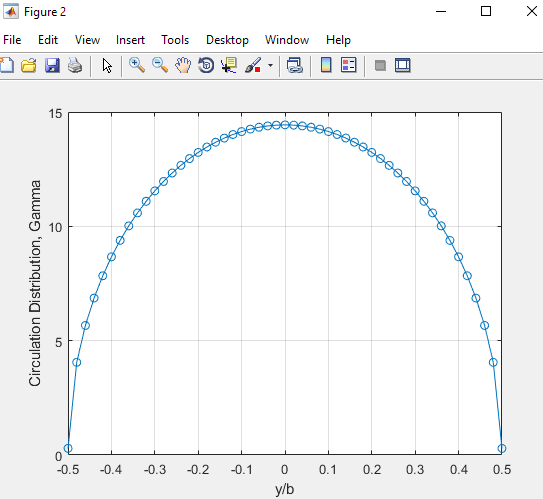 Figure 2
File Edit View Insert Tools Desktop Window Help
15
10
5
0
Circulation Distribution, Gamma
-0.5 -0.4 -0.3 -0.2 -0.1 0 0.1 0.2 0.3 0.4 0.5
y/b